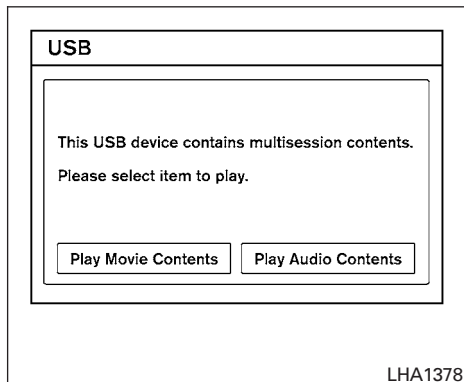 USB
This USB device contains multisession contents.
Please select item to play.
Play Movie Contents Play Audio Contents
LHA1378